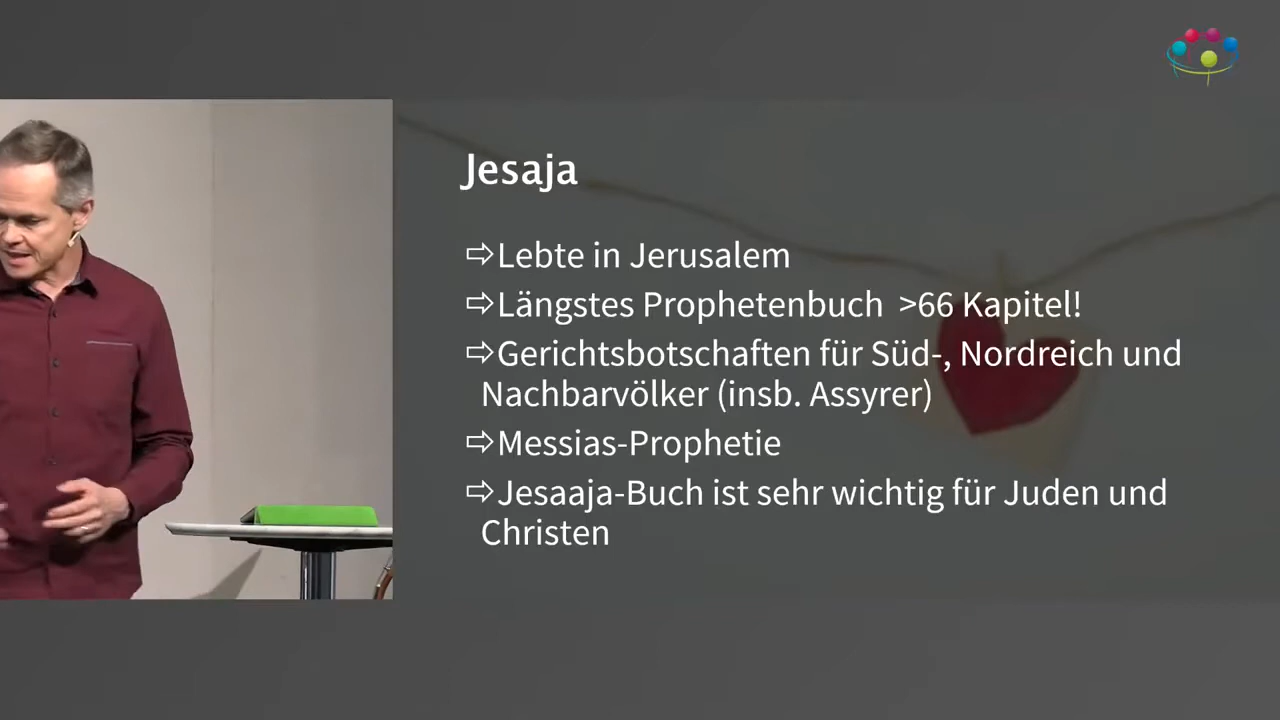 Jesaja
⇨Lebte in Jerusalem
⇨Längstes Prophetenbuch >66 Kapitel!
⇨Gerichtsbotschaften für Süd-, Nordreich und
Nachbarvölker (insb. Assyrer)
⇨Messias-Prophetie
⇨Jesaaja-Buch ist sehr wichtig für Juden und
Christen